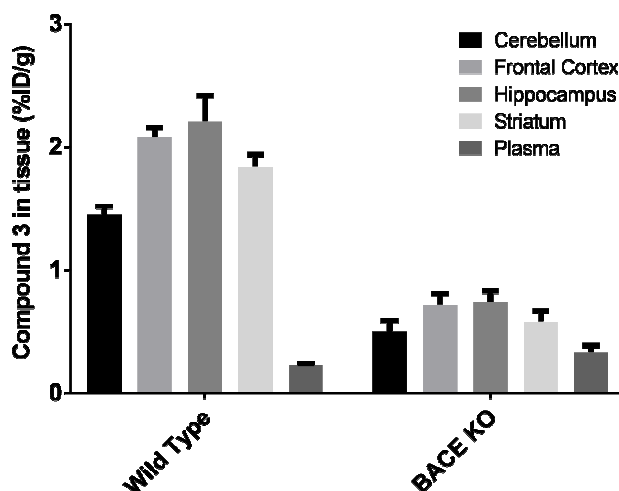 Compound 3 in tissue (%ID/g)
3
2
1
0
Cerebellum
Frontal Cortex
Hippocampus
Striatum
Plasma
Wild Type
BACE KO